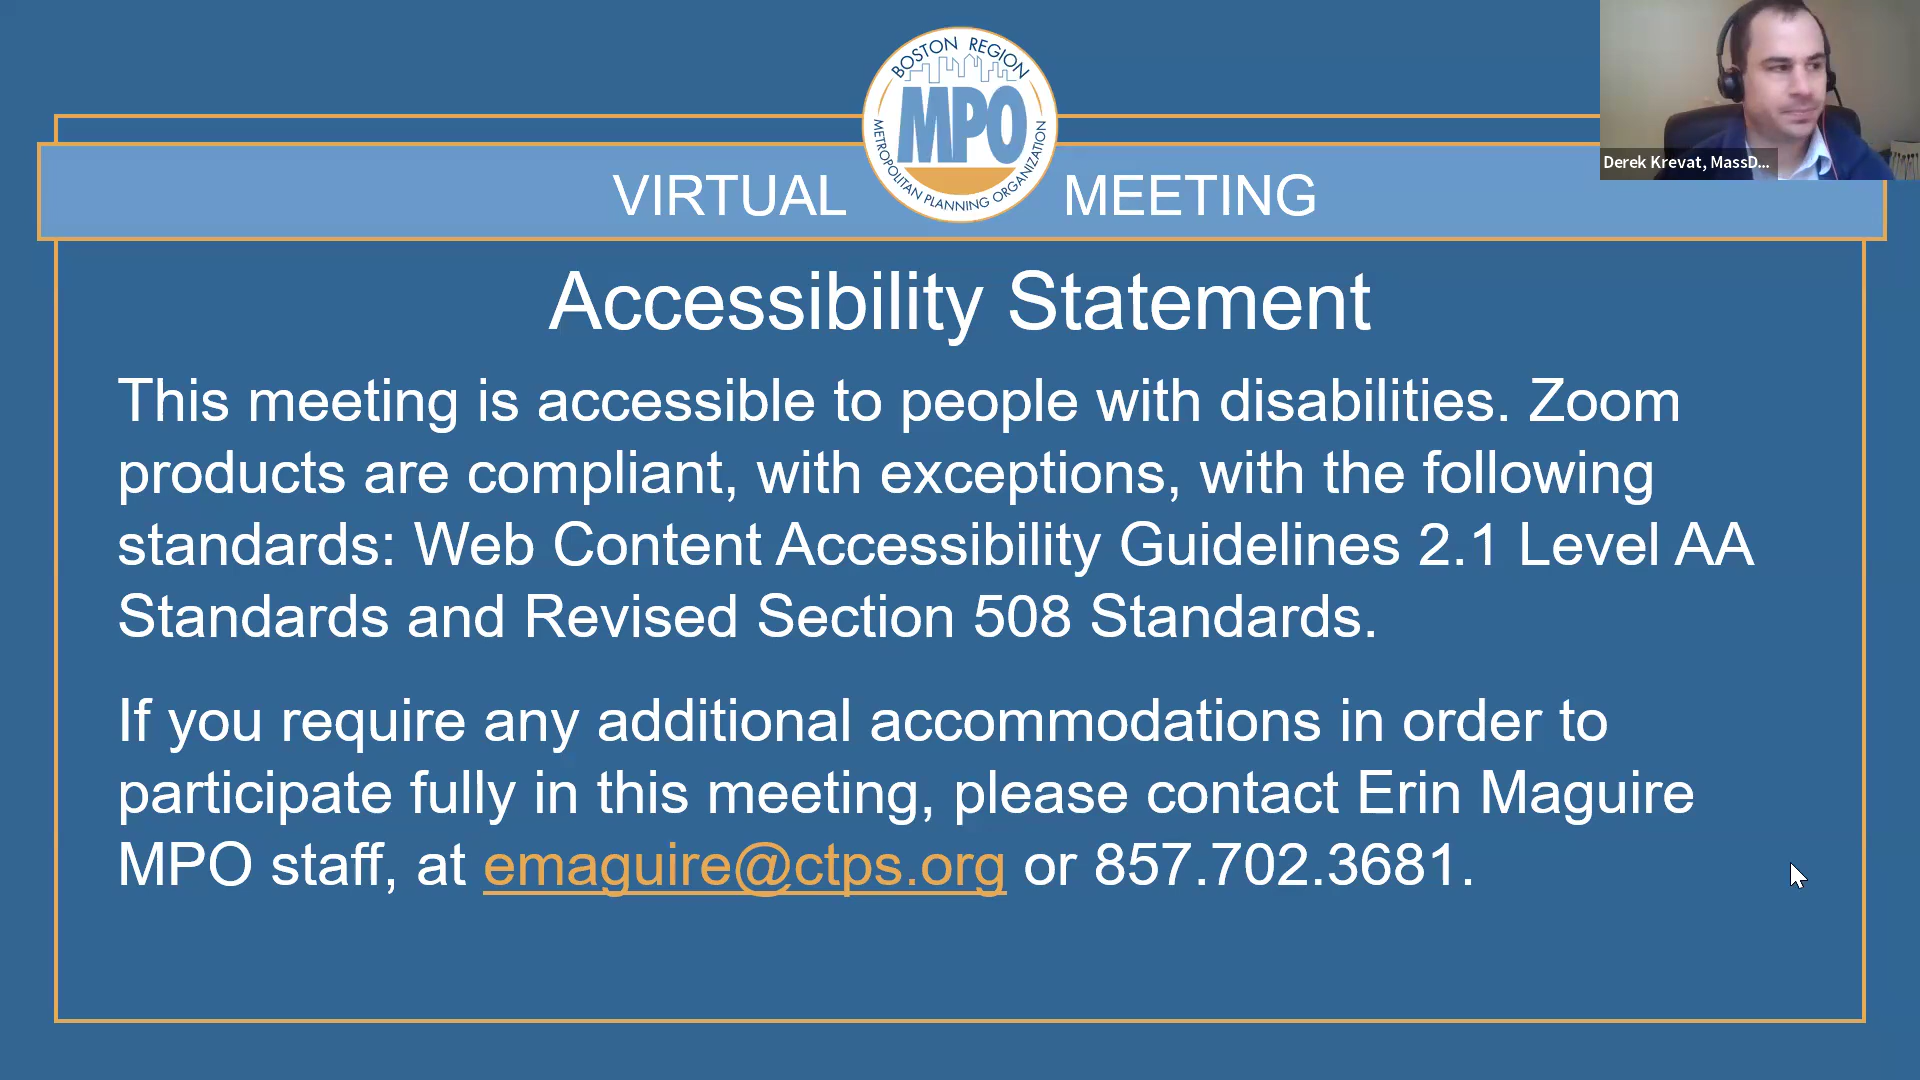 BOSTON REGION
MPO
METROPOLITAN PLANNING ORGANIZATION
VIRTUAL MEETING
Derek Krevat, MassD...
Accessibility Statement
This meeting is accessible to people with disabilities. Zoom
products are compliant, with exceptions, with the following
standards: Web Content Accessibility Guidelines 2.1 Level AA
Standards and Revised Section 508 Standards.
If you require any additional accommodations in order to
participate fully in this meeting, please contact Erin Maguire
MPO staff, at emaguire@ctps.org or 857.702.3681.